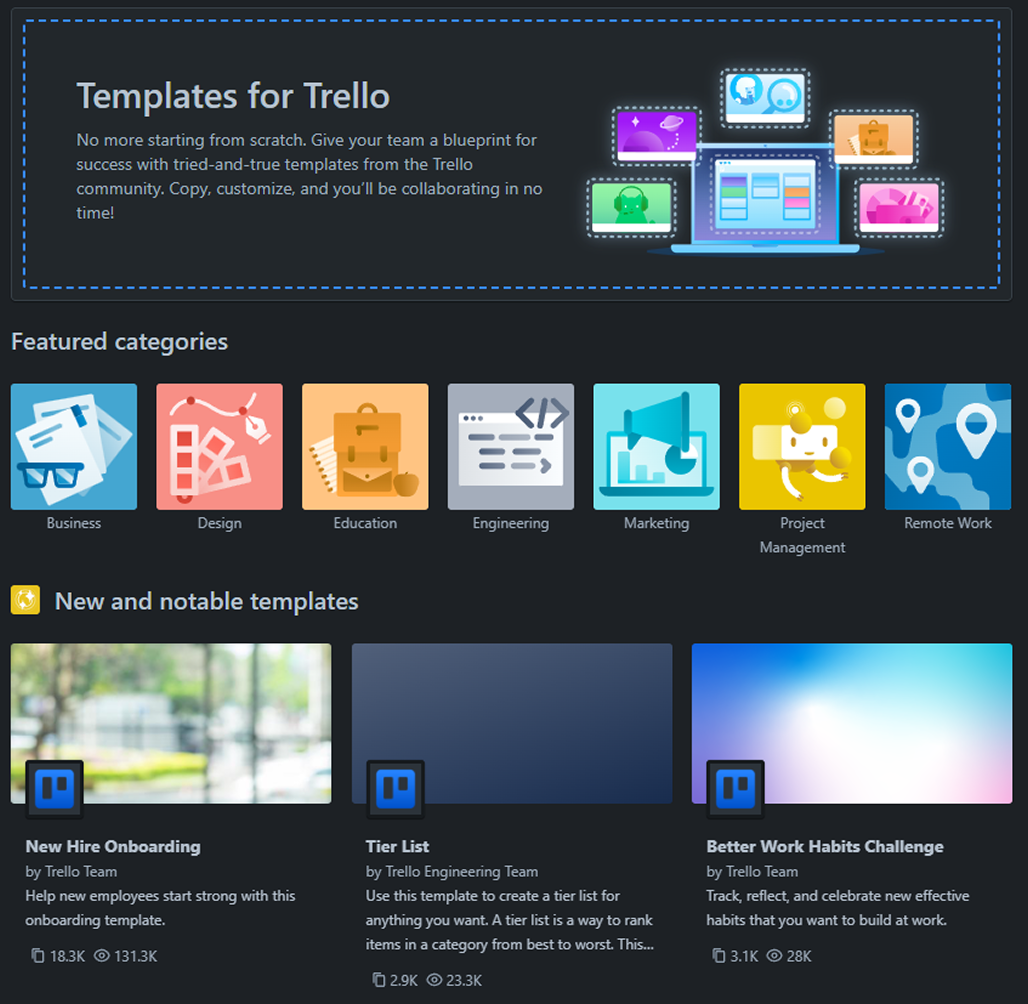 Templates for Trello
No more starting from scratch. Give your team a blueprint for
success with tried-and-true templates from the Trello
community. Copy, customize, and you’ll be collaborating in no
time!
Featured categories
Business
Design
Education
Engineering
Marketing
Project
Management
Remote Work
New and notable templates
New Hire Onboarding
by Trello Team
Help new employees start strong with this
onboarding template.
18.3K 131.3K
Tier List
by Trello Engineering Team
Use this template to create a tier list for
anything you want. A tier list is a way to rank
items in a category from best to worst. This...
2.9K 23.3K
Better Work Habits Challenge
by Trello Team
Track, reflect, and celebrate new effective
habits that you want to build at work.
3.1K 28K